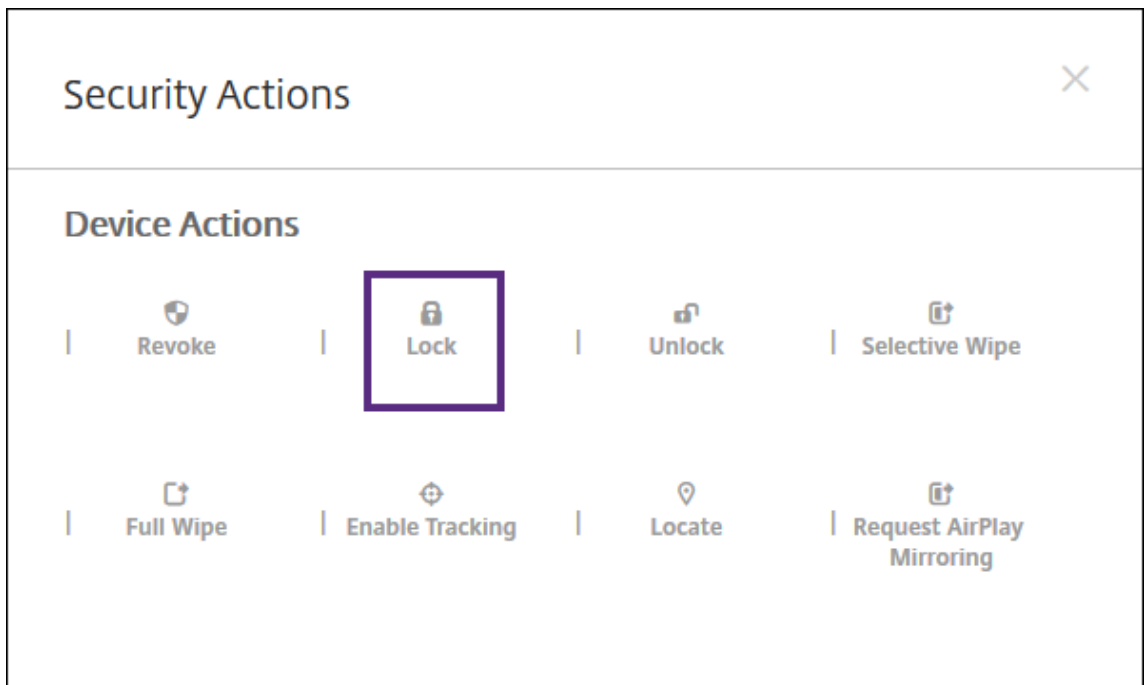 Security Actions
Device Actions
Revoke
Lock
Unlock
Selective Wipe
Full Wipe
Enable Tracking
Locate
Request AirPlay
Mirroring